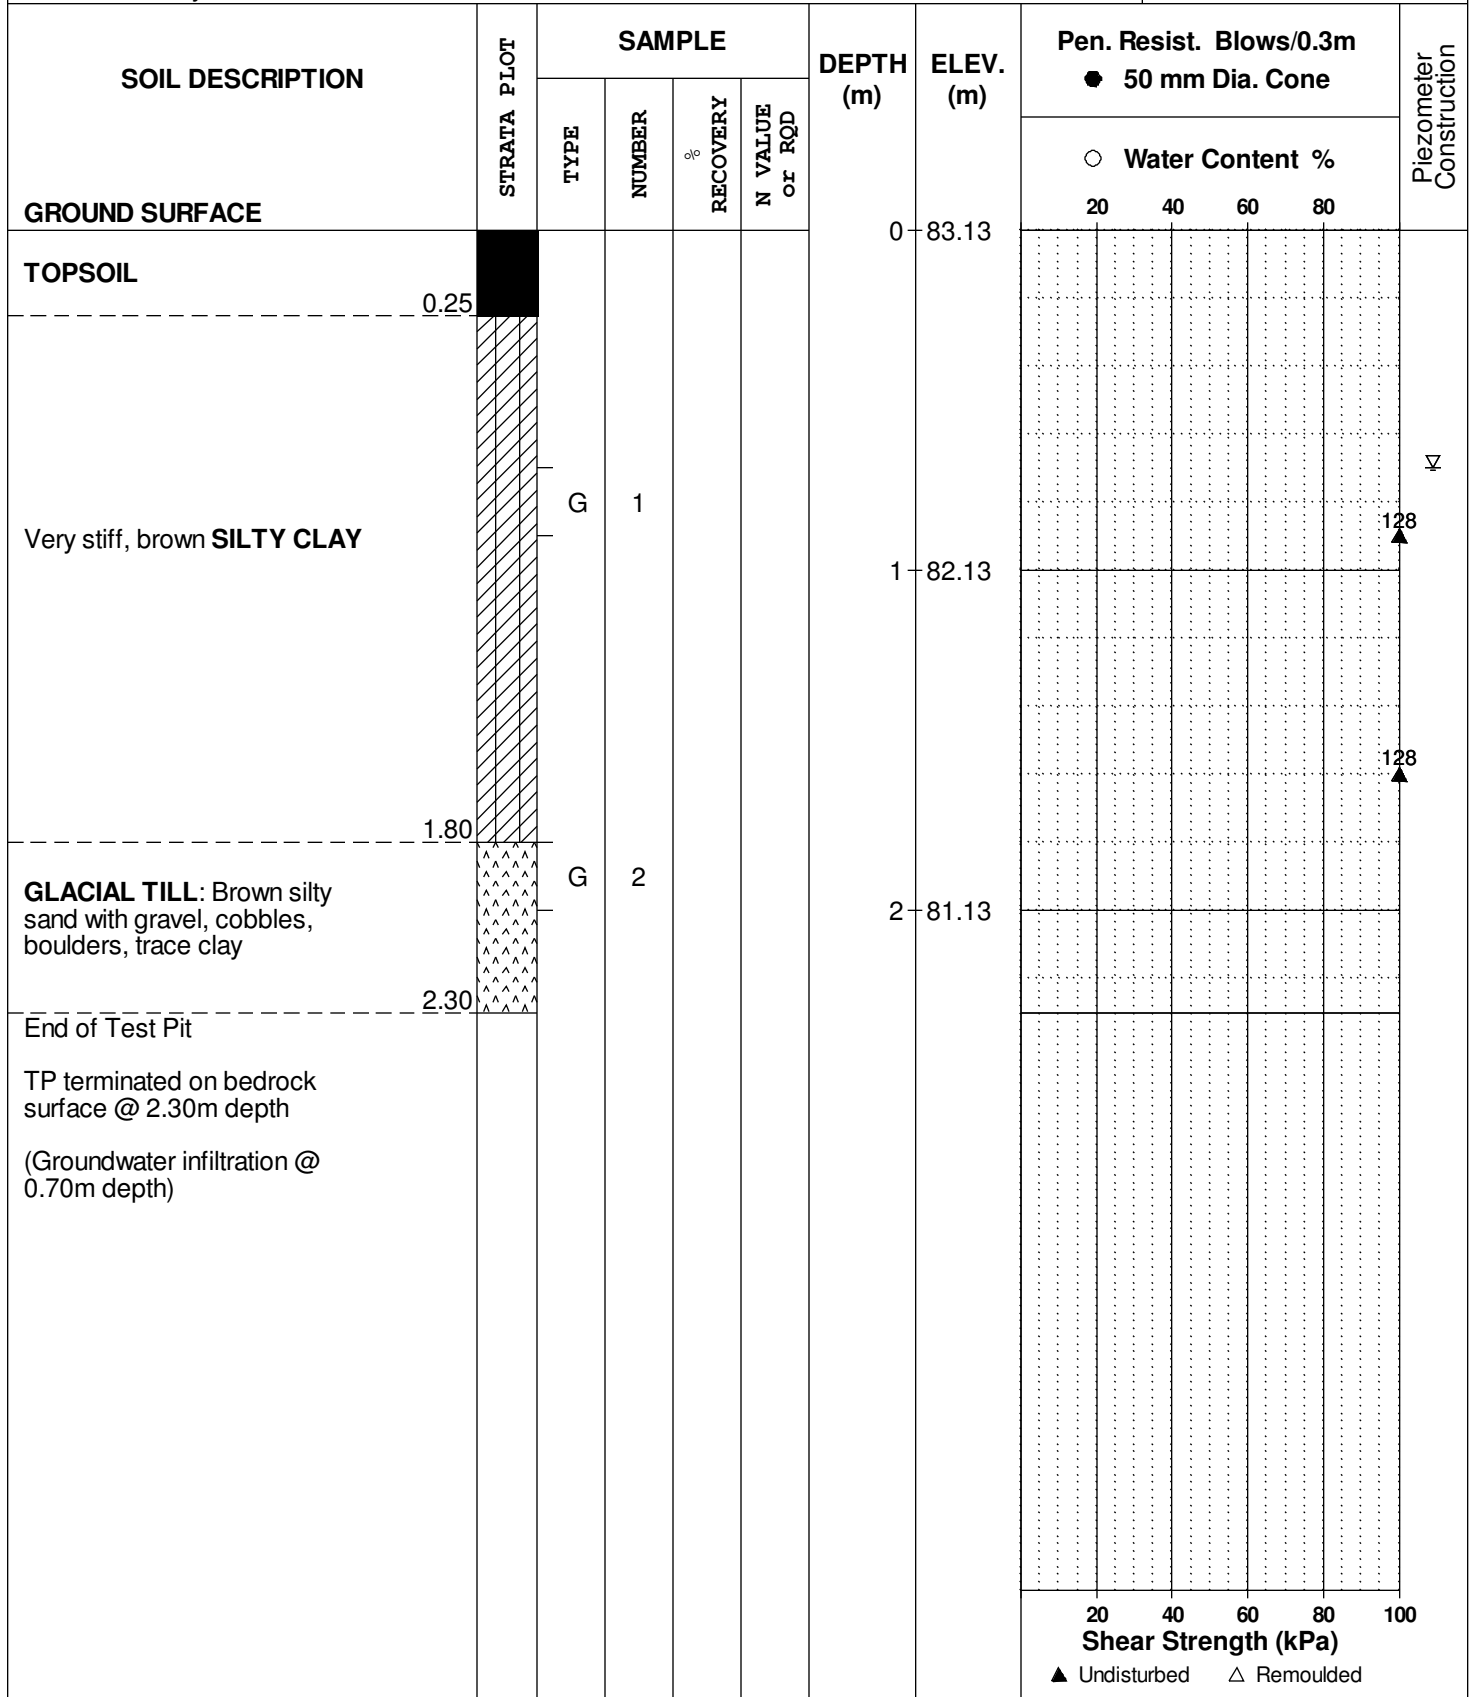 SOIL DESCRIPTION
GROUND SURFACE
STRATA PLOT
SAMPLE
TYPE
NUMBER
%
RECOVERY
N VALUE
or RQD
DEPTH
(m)
ELEV.
(m)
Pen. Resist. Blows/0.3m
● 50 mm Dia. Cone
○ Water Content %
20 40 60 80
Piezometer
Construction
0 83.13
TOPSOIL
0.25
G 1
128
Very stiff, brown SILTY CLAY
1 82.13
128
1.80
G 2
GLACIAL TILL: Brown silty
sand with gravel, cobbles,
boulders, trace clay
2 81.13
2.30
End of Test Pit
TP terminated on bedrock
surface @ 2.30m depth
(Groundwater infiltration @
0.70m depth)
20 40 60 80 100
Shear Strength (kPa)
▲ Undisturbed △ Remoulded